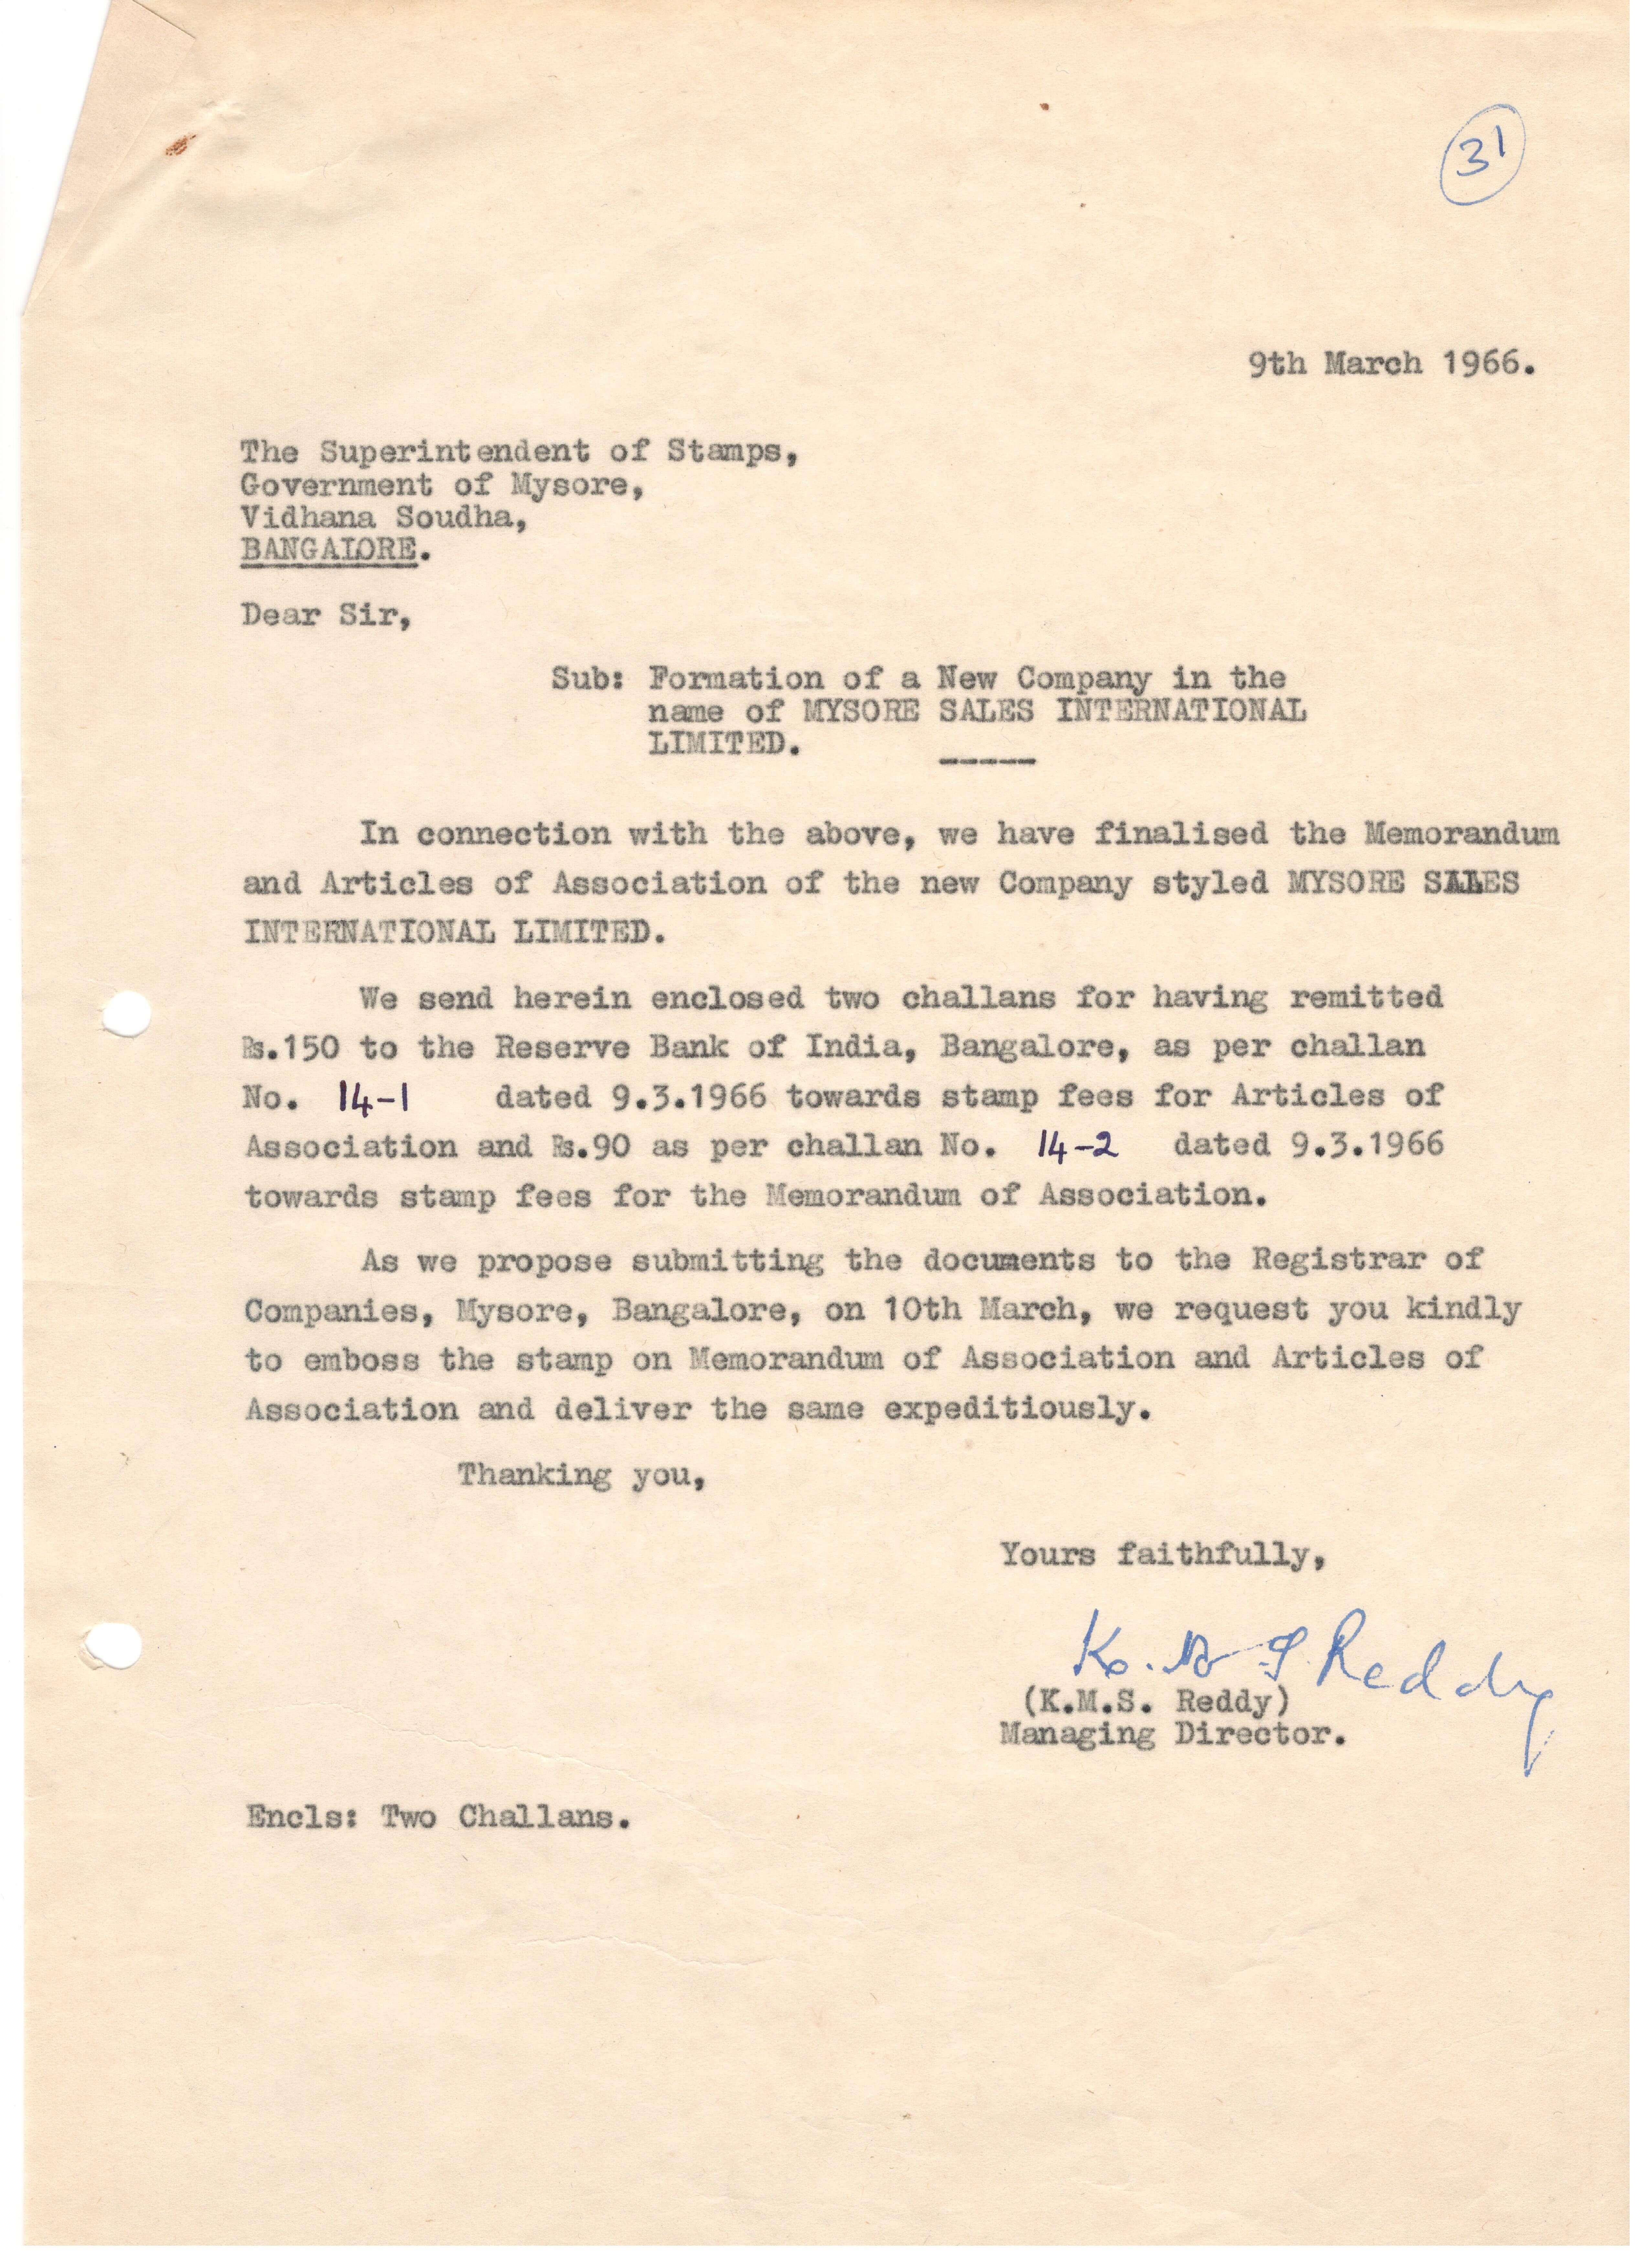 31
9th March 1966.
The Superintendent of Stamps,
Government of Mysore,
Vidhana Soudha,
BANGALORE.
Dear Sir,
Sub: Formation of a New Company in the
name of MYSORE SALES INTERNATIONAL
LIMITED.
-----
In connection with the above, we have finalised the Memorandum
and Articles of Association of the new Company styled MYSORE SALES
INTERNATIONAL LIMITED.
We send herein enclosed two challans for having remitted
Rs.150 to the Reserve Bank of India, Bangalore, as per challan
No. 14-1 dated 9.3.1966 towards stamp fees for Articles of
Association and Rs.90 as per challan No. 14-2 dated 9.3.1966
towards stamp fees for the Memorandum of Association.
As we propose submitting the documents to the Registrar of
Companies, Mysore, Bangalore, on 10th March, we request you kindly
to emboss the stamp on Memorandum of Association and Articles of
Association and deliver the same expeditiously.
Thanking you,
Yours faithfully,
K. M S. Reddy
(K.M.S. Reddy)
Managing Director.
Encls: Two Challans.